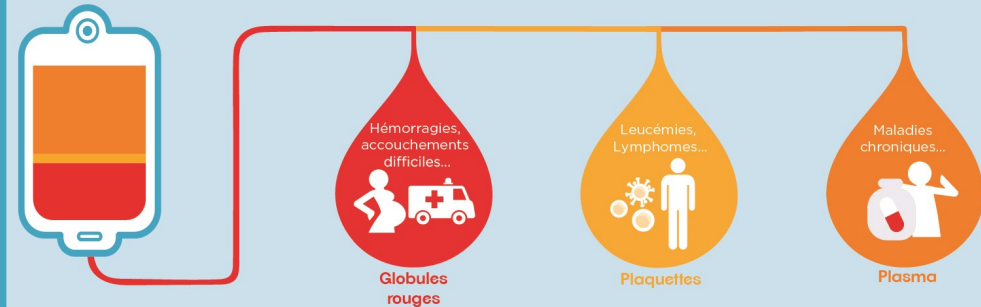 Hémorragies,
accouchements
difficiles...
Globules
rouges
Leucémies,
Lymphomes...
Plaquettes
Maladies
chroniques...
Plasma